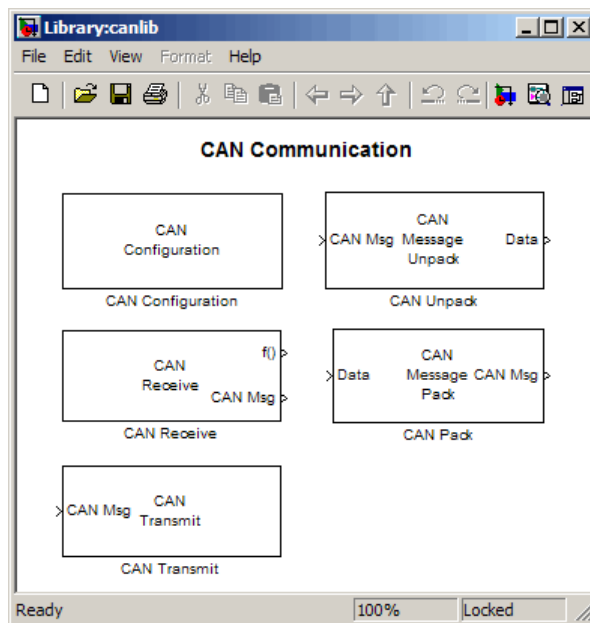 Library:canlib
File Edit View Format Help
CAN Communication
CAN
Configuration
CAN Configuration
CAN Msg
CAN
Message
Unpack
Data
CAN Unpack
CAN
Receive
f()
CAN Msg
CAN Receive
Data
CAN
Message
Pack
CAN Msg
CAN Pack
CAN Msg
CAN
Transmit
CAN Transmit
Ready 100% Locked